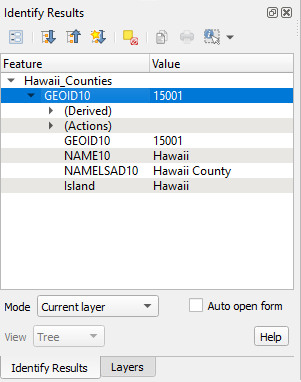 Identify Results
Feature Value
Hawaii_Counties
GEOID10 15001
(Derived)
(Actions)
GEOID10 15001
NAME10 Hawaii
NAMELSAD10 Hawaii County
Island Hawaii
Mode Current layer Auto open form
View Tree Help
Identify Results Layers